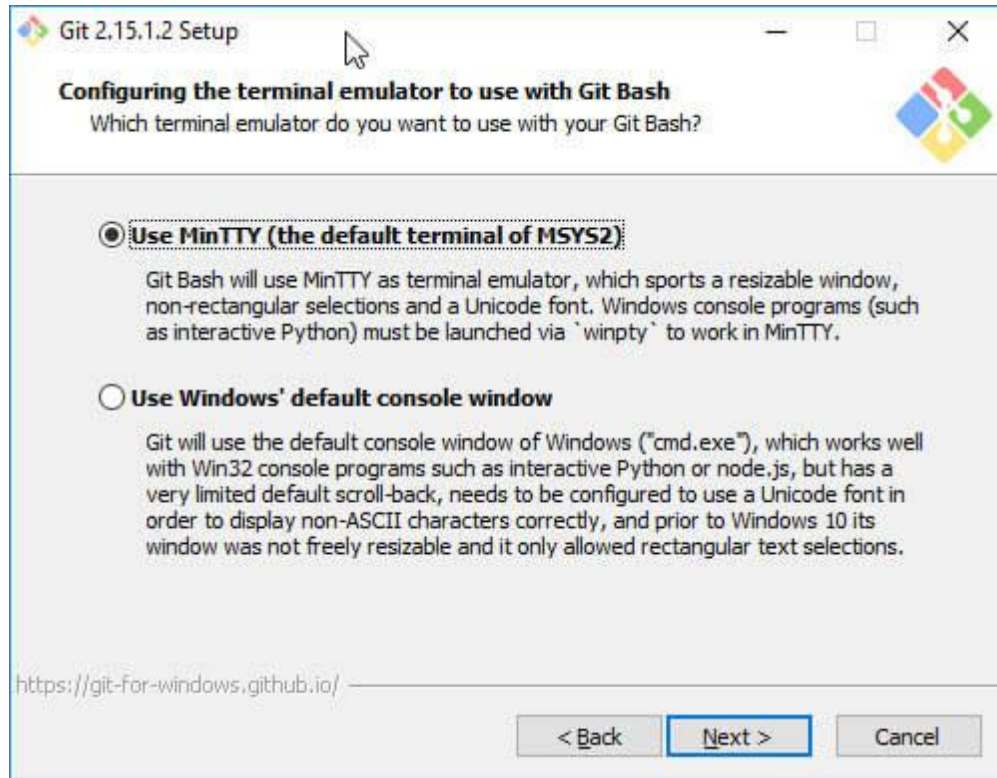 Git 2.15.1.2 Setup
Configuring the terminal emulator to use with Git Bash
Which terminal emulator do you want to use with your Git Bash?
Use MinTTY (the default terminal of MSYS2)
Git Bash will use MinTTY as terminal emulator, which sports a resizable window,
non-rectangular selections and a Unicode font. Windows console programs (such
as interactive Python) must be launched via `winpty` to work in MinTTY.
Use Windows' default console window
Git will use the default console window of Windows ("cmd.exe"), which works well
with Win32 console programs such as interactive Python or node.js, but has a
very limited default scroll-back, needs to be configured to use a Unicode font in
order to display non-ASCII characters correctly, and prior to Windows 10 its
window was not freely resizable and it only allowed rectangular text selections.
https://git-for-windows.github.io/
< Back
Next >
Cancel